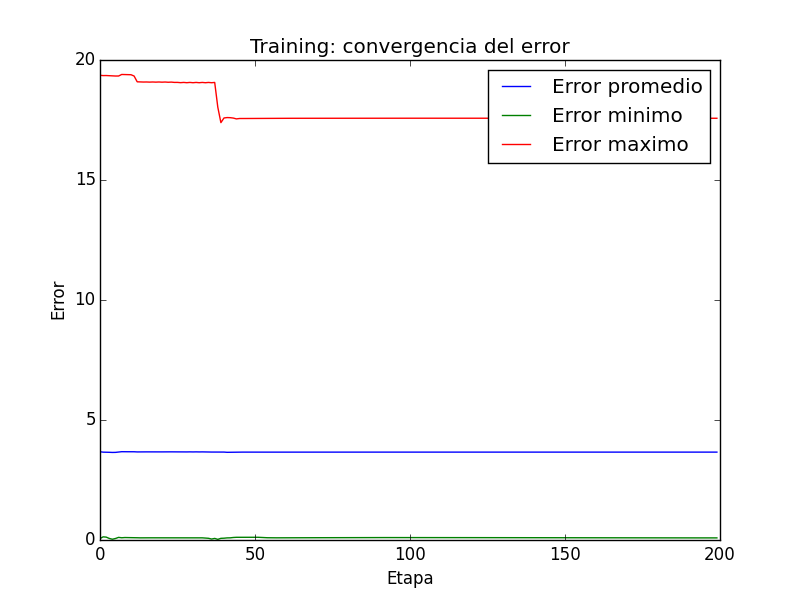 Training: convergencia del error
Error promedio
Error minimo
Error maximo
20
15
10
5
0
Error
0 50 100 150 200
Etapa